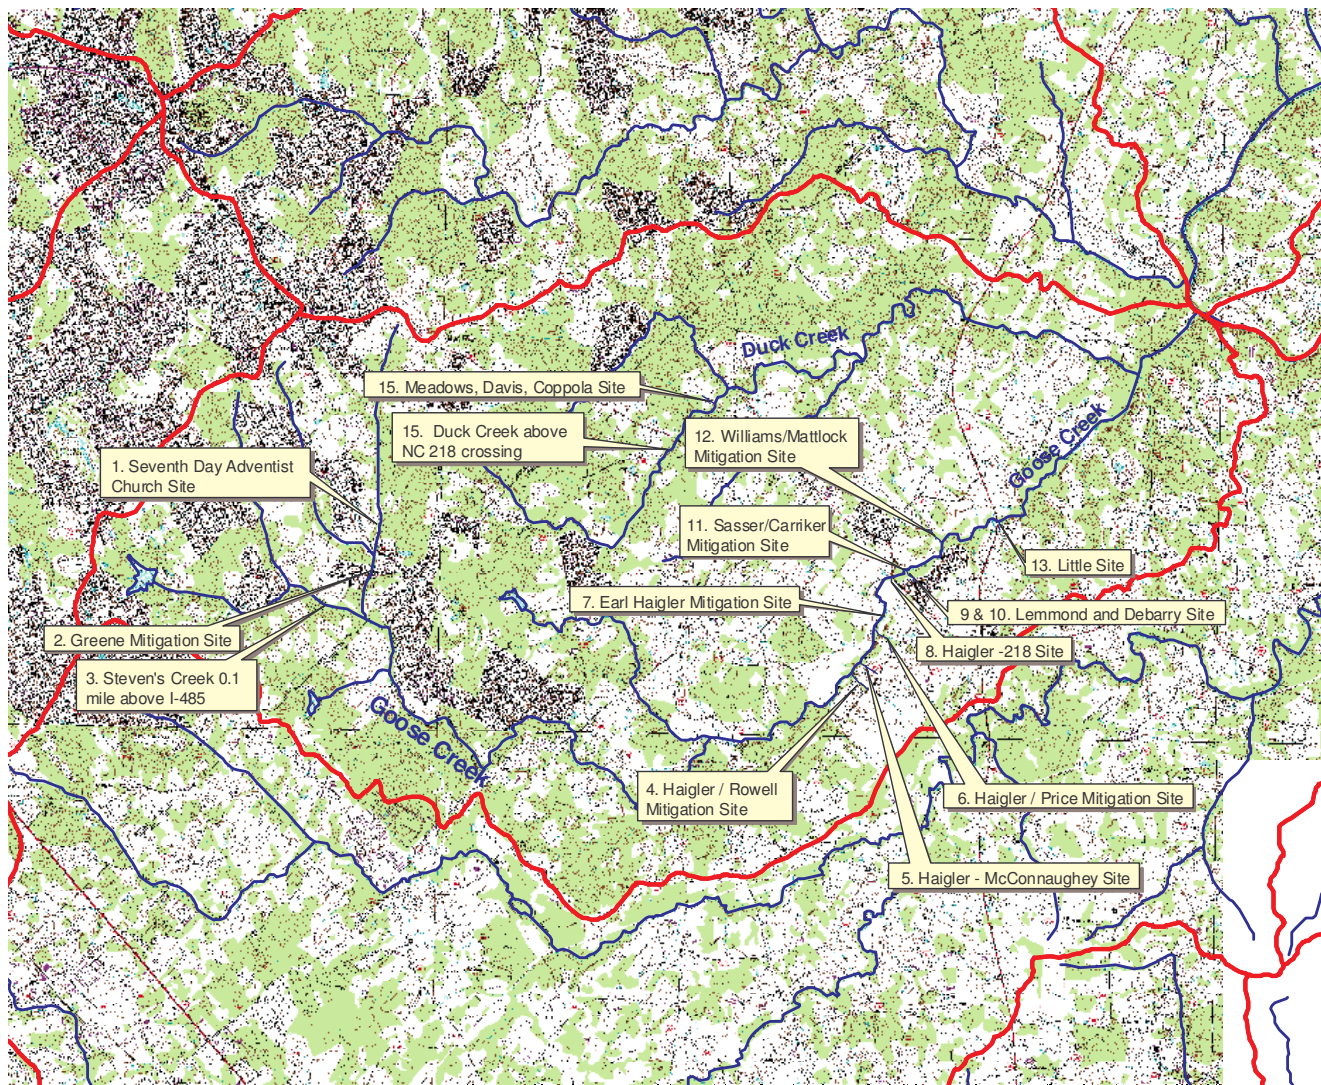 Duck Creek
15. Meadows, Davis, Coppola Site
15. Duck Creek above
NC 218 crossing
12. Williams/Mattlock
Mitigation Site
Goose Creek
1. Seventh Day Adventist
Church Site
11. Sasser/Carriker
Mitigation Site
13. Little Site
7. Earl Haigler Mitigation Site
9 & 10. Lemmond and Debarry Site
2. Greene Mitigation Site
8. Haigler -218 Site
3. Steven's Creek 0.1
mile above I-485
Goose Creek
4. Haigler / Rowell
Mitigation Site
6. Haigler / Price Mitigation Site
5. Haigler - McConnaughey Site